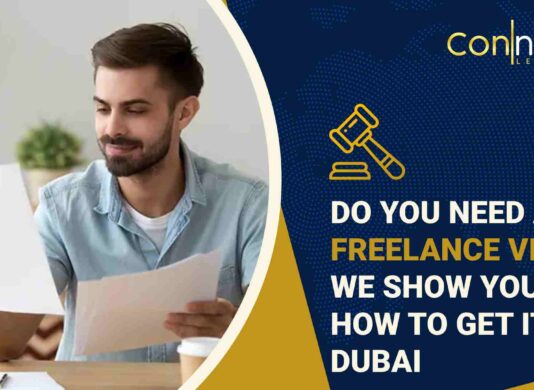 DO YOU NEED
FREELANCE
WE SHOW YOU
HOW TO GET IT
DUBAI